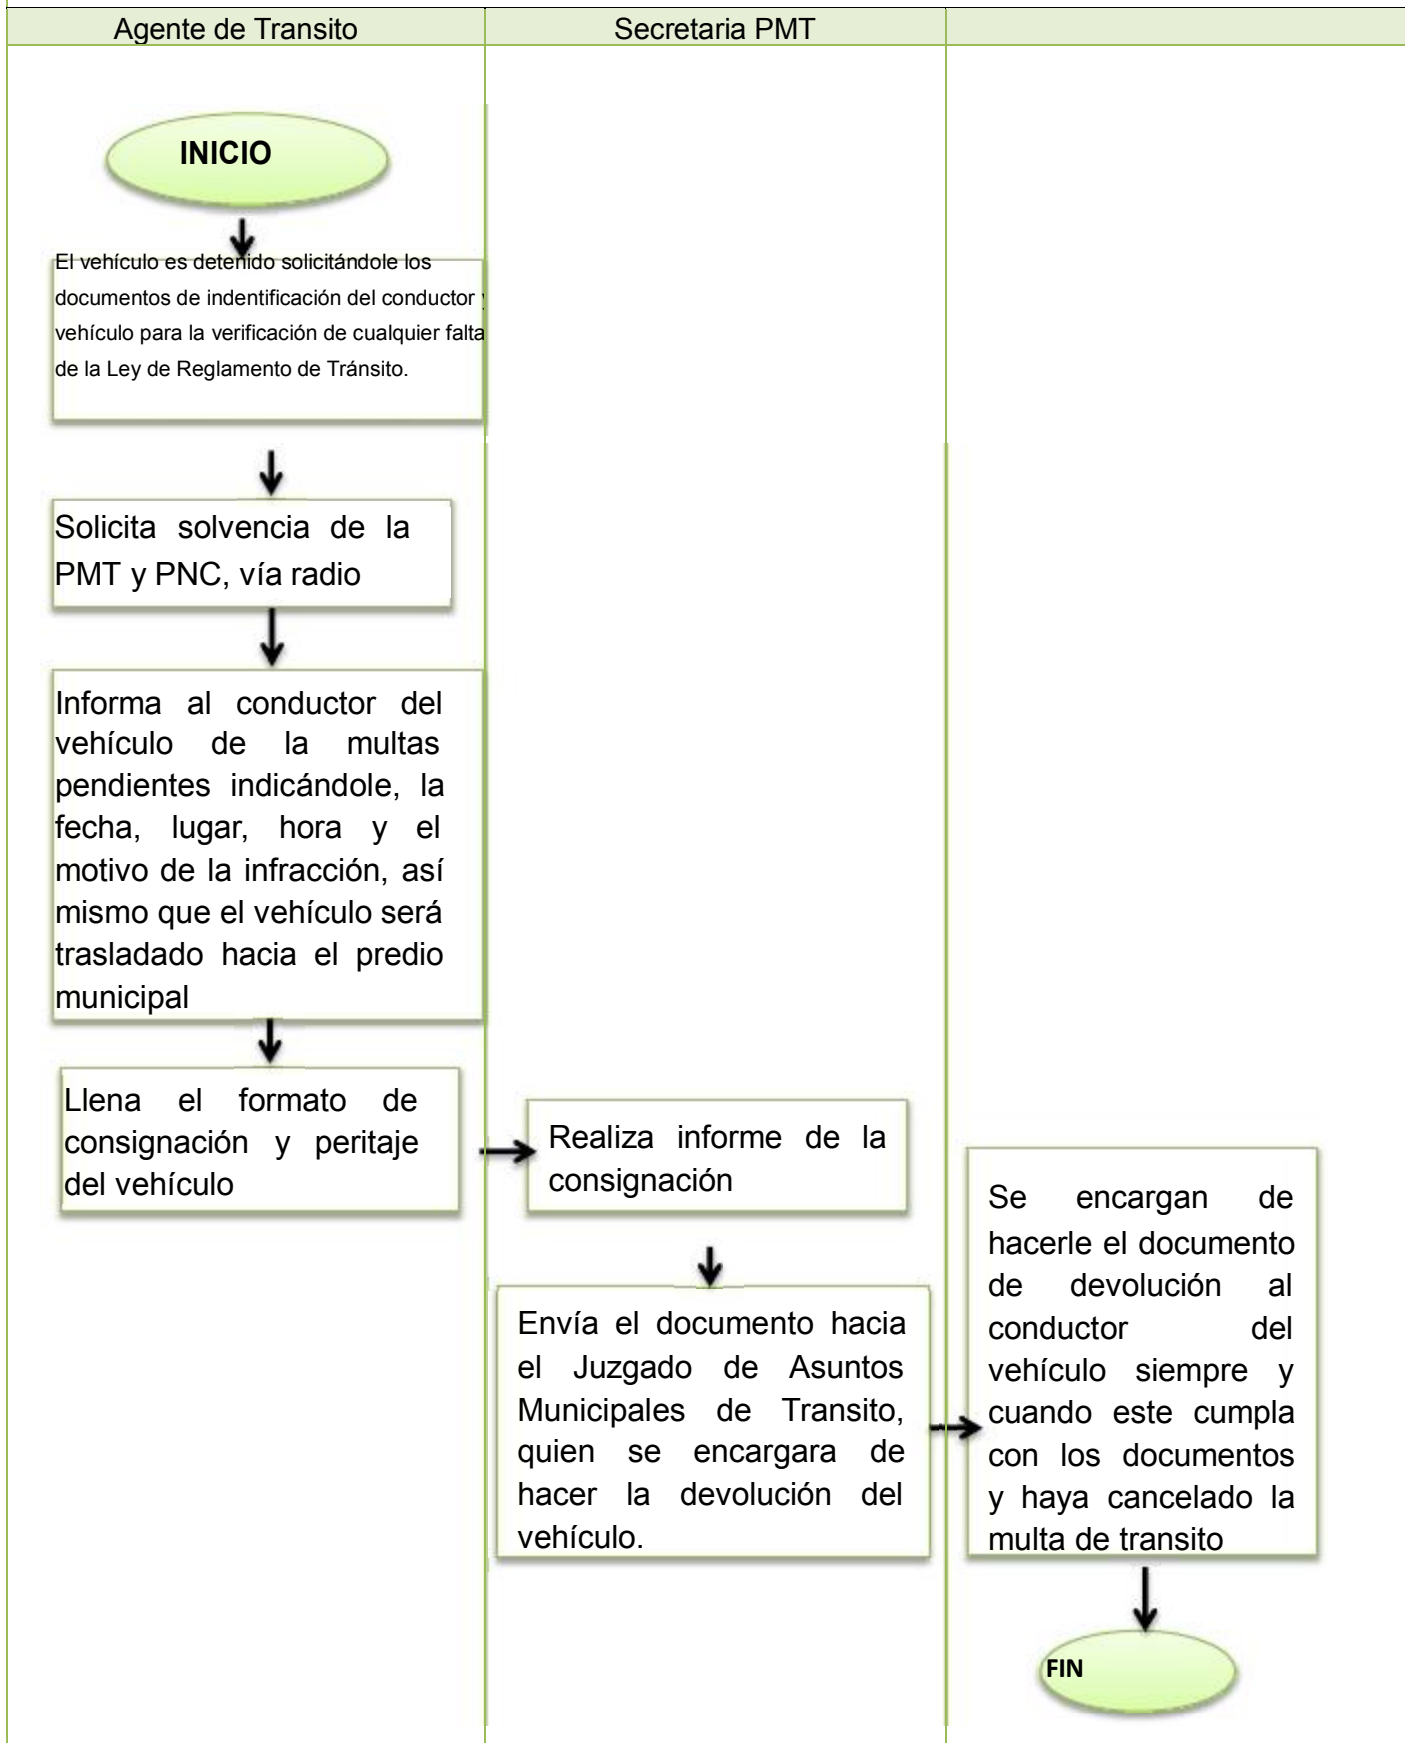 Agente de Transito
Secretaria PMT
INICIO
El vehículo es detenido solicitándole los
documentos de indentificación del conductor y
vehículo para la verificación de cualquier falta
de la Ley de Reglamento de Tránsito.
Solicita solvencia de la
PMT y PNC, vía radio
Informa al conductor del
vehículo de la multas
pendientes indicándole, la
fecha, lugar, hora y el
motivo de la infracción, así
mismo que el vehículo será
trasladado hacia el predio
municipal
Llena el formato de
consignación y peritaje
del vehículo
Realiza informe de la
consignación
Envía el documento hacia
el Juzgado de Asuntos
Municipales de Transito,
quien se encargara de
hacer la devolución del
vehículo.
Se encargan de
hacerle el documento
de devolución al
conductor del
vehículo siempre y
cuando este cumpla
con los documentos
y haya cancelado la
multa de transito
FIN